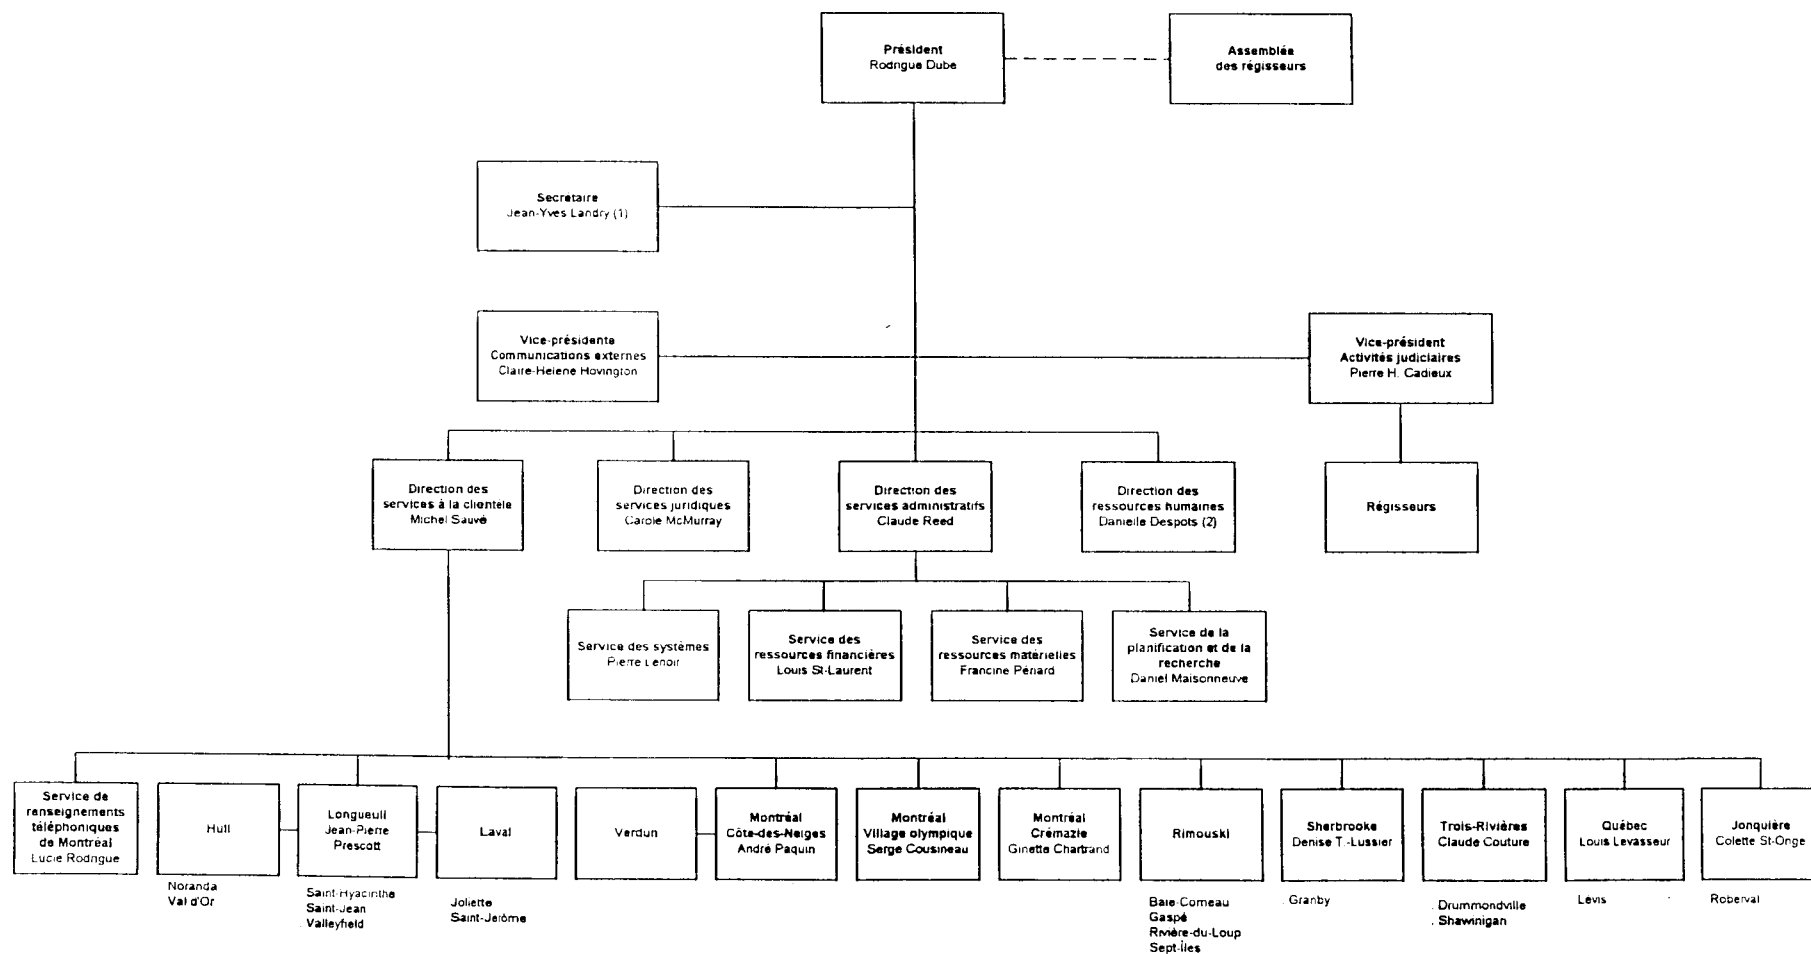 Président
Rodrigue Dube
Assemblée
des régisseurs
Secrétaire
Jean-Yves Landry (1)
Vice-présidente
Communications externes
Claire-Hélène Hovington
Vice-président
Activités judiciaires
Pierre H. Cadieux
Direction des
services à la clientèle
Michel Sauvé
Direction des
services juridiques
Carole McMurray
Direction des
services administratifs
Claude Reed
Direction des
ressources humaines
Danielle Despots (2)
Régisseurs
Service des systèmes
Pierre Lenoir
Service des
ressources financières
Louis St-Laurent
Service des
ressources matérielles
Francine Périard
Service de la
planification et de la
recherche
Daniel Maisonneuve
Service de
renseignements
téléphoniques
de Montréal
Lucie Rodrigue
Hull
Longueuil
Jean-Pierre
Prescott
Laval
Verdun
Montréal
Côte-des-Neiges
André Paquin
Montréal
Village olympique
Serge Cousineau
Montréal
Crémazie
Ginette Chartrand
Rimouski
Sherbrooke
Denise T.-Lussier
Trois-Rivières
Claude Couture
Québec
Louis Levasseur
Jonquière
Colette St-Onge
Noranda
Val d'Or
Saint-Hyacinthe
Saint-Jean
. Valleyfield
Joliette
Saint-Jérôme
Baie-Comeau
Gaspé
Rivière-du-Loup
Sept-Îles
. Granby
. Drummondville
. Shawinigan
Lévis
Roberval